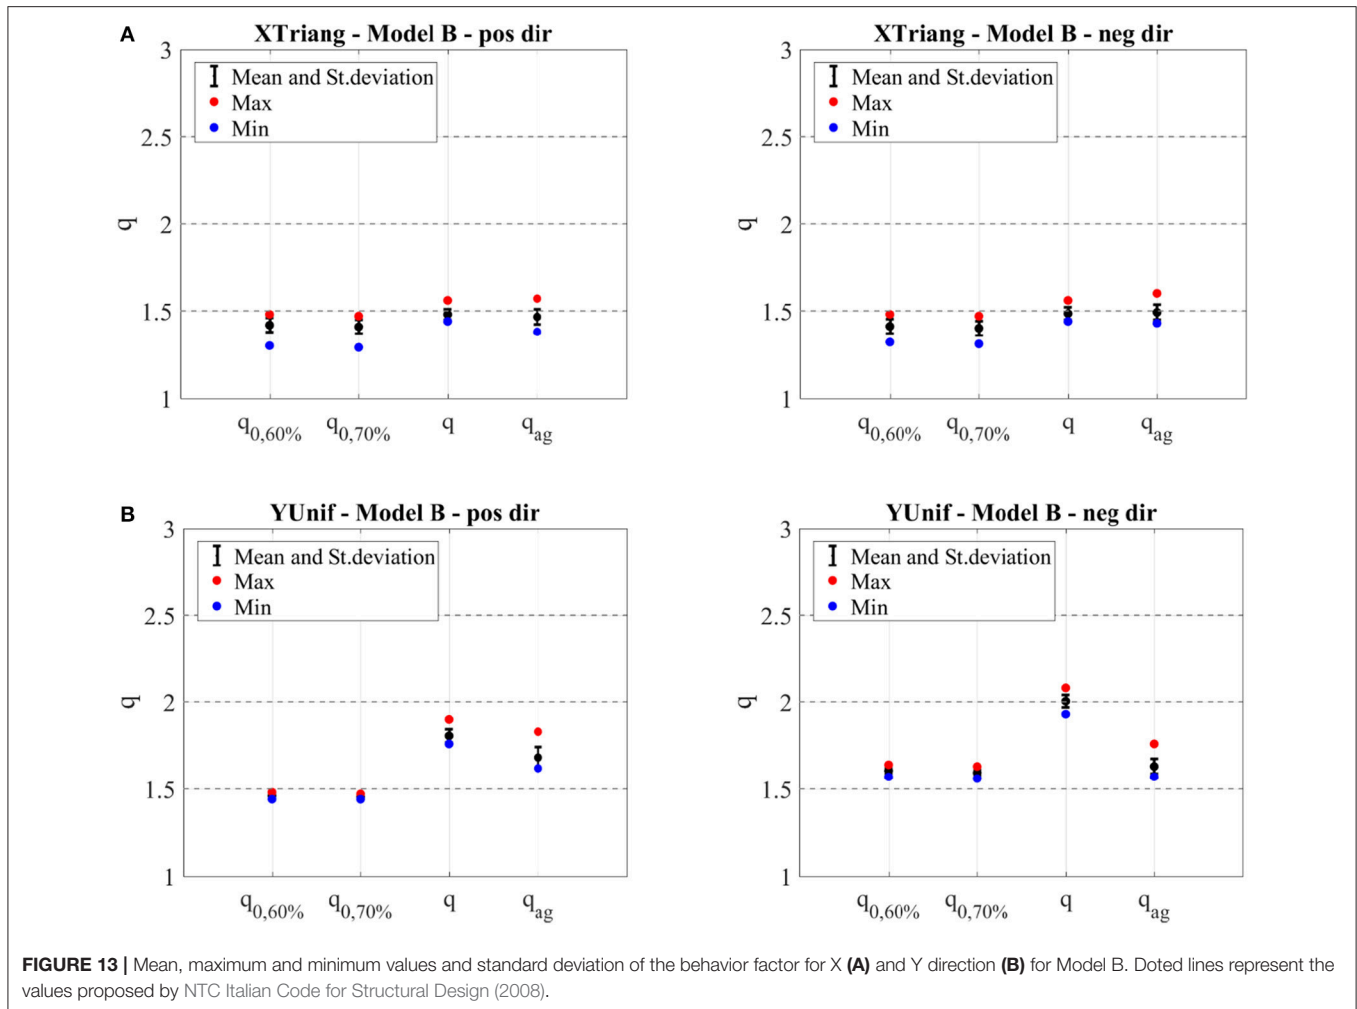 A
XTriang - Model B - pos dir
3
2.5
2
1.5
1
q
Mean and St.deviation
Max
Min
q0,60% q0,70% q qag
XTriang - Model B - neg dir
3
2.5
2
1.5
1
q
Mean and St.deviation
Max
Min
q0,60% q0,70% q qag
B
YUnif - Model B - pos dir
3
2.5
2
1.5
1
q
Mean and St.deviation
Max
Min
q0,60% q0,70% q qag
YUnif - Model B - neg dir
3
2.5
2
1.5
1
q
Mean and St.deviation
Max
Min
q0,60% q0,70% q qag
FIGURE 13 | Mean, maximum and minimum values and standard deviation of the behavior factor for X (A) and Y direction (B) for Model B. Doted lines represent the
values proposed by NTC Italian Code for Structural Design (2008).